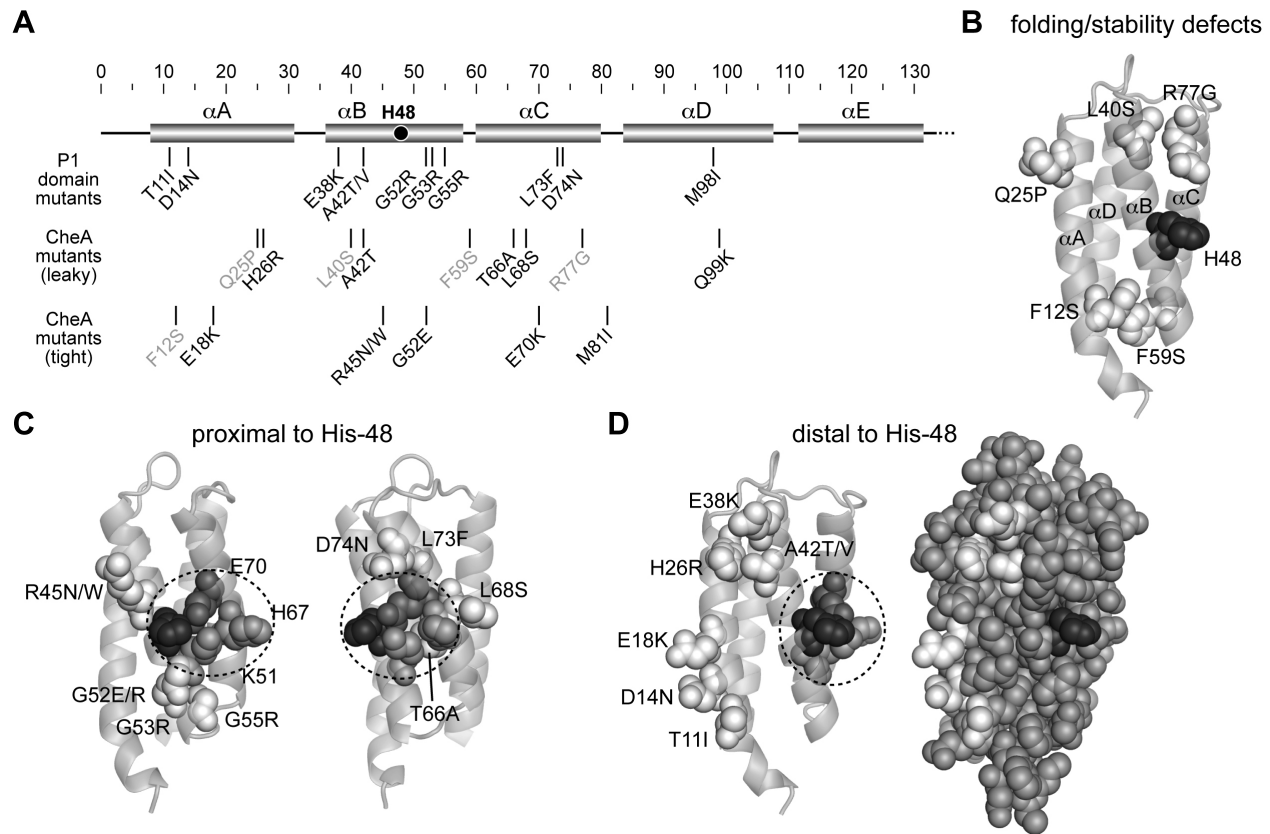 A
0 10 20 30 40 50 60 70 80 90 100 110 120 130
αA αB H48 αC αD αE
P1
domain
mutants
T11I D14N E38K A42T/V G52R G53R G55R L73F D74N M98I
CheA
mutants
(leaky)
Q25P H26R L40S A42T F59S T66A L68S R77G Q99K
CheA
mutants
(tight)
F12S E18K R45N/W G52E E70K M81I
B folding/stability defects
R77G
L40S
Q25P
αC
αB
αD
αA
H48
F12S
F59S
C proximal to His-48
E70
R45N/W
H67
K51
G52E/R
G55R
G53R
L73F
D74N
L68S
T66A
D distal to His-48
E38K
A42T/V
H26R
E18K
D14N
T11I